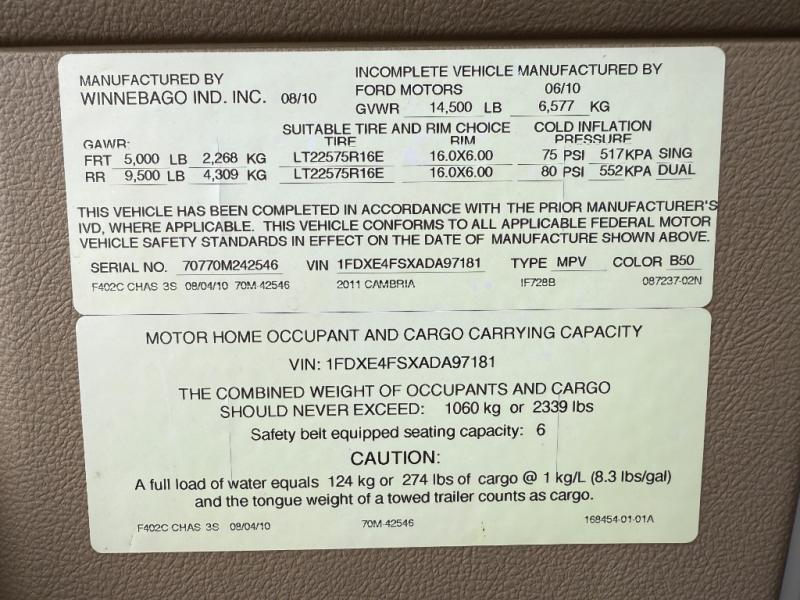 MANUFACTURED BY
WINNEBAGO IND. INC. 08/10
INCOMPLETE VEHICLE MANUFACTURED BY
FORD MOTORS 06/10
GVWR 14,500 LB 6,577 KG
GAWR:
SUITABLE TIRE AND RIM CHOICE
TIRE RIM
COLD INFLATION
PRESSURE
FRT 5,000 LB 2,268 KG LT22575R16E 16.0X6.00 75 PSI 517KPA SING
RR 9,500 LB 4,309 KG LT22575R16E 16.0X6.00 80 PSI 552KPA DUAL
THIS VEHICLE HAS BEEN COMPLETED IN ACCORDANCE WITH THE PRIOR MANUFACTURER'S
IVD, WHERE APPLICABLE. THIS VEHICLE CONFORMS TO ALL APPLICABLE FEDERAL MOTOR
VEHICLE SAFETY STANDARDS IN EFFECT ON THE DATE OF MANUFACTURE SHOWN ABOVE.
SERIAL NO. 70770M242546 VIN 1FDXE4FSXADA97181 TYPE MPV COLOR B50
F402C CHAS 3S 08/04/10 70M-42546 2011 CAMBRIA IF728B 087237-02N
MOTOR HOME OCCUPANT AND CARGO CARRYING CAPACITY
VIN: 1FDXE4FSXADA97181
THE COMBINED WEIGHT OF OCCUPANTS AND CARGO
SHOULD NEVER EXCEED: 1060 kg or 2339 lbs
Safety belt equipped seating capacity: 6
CAUTION:
A full load of water equals 124 kg or 274 lbs of cargo @ 1 kg/L (8.3 lbs/gal)
and the tongue weight of a towed trailer counts as cargo.
F402C CHAS 3S 08/04/10 70M-42546 168454-01-01A